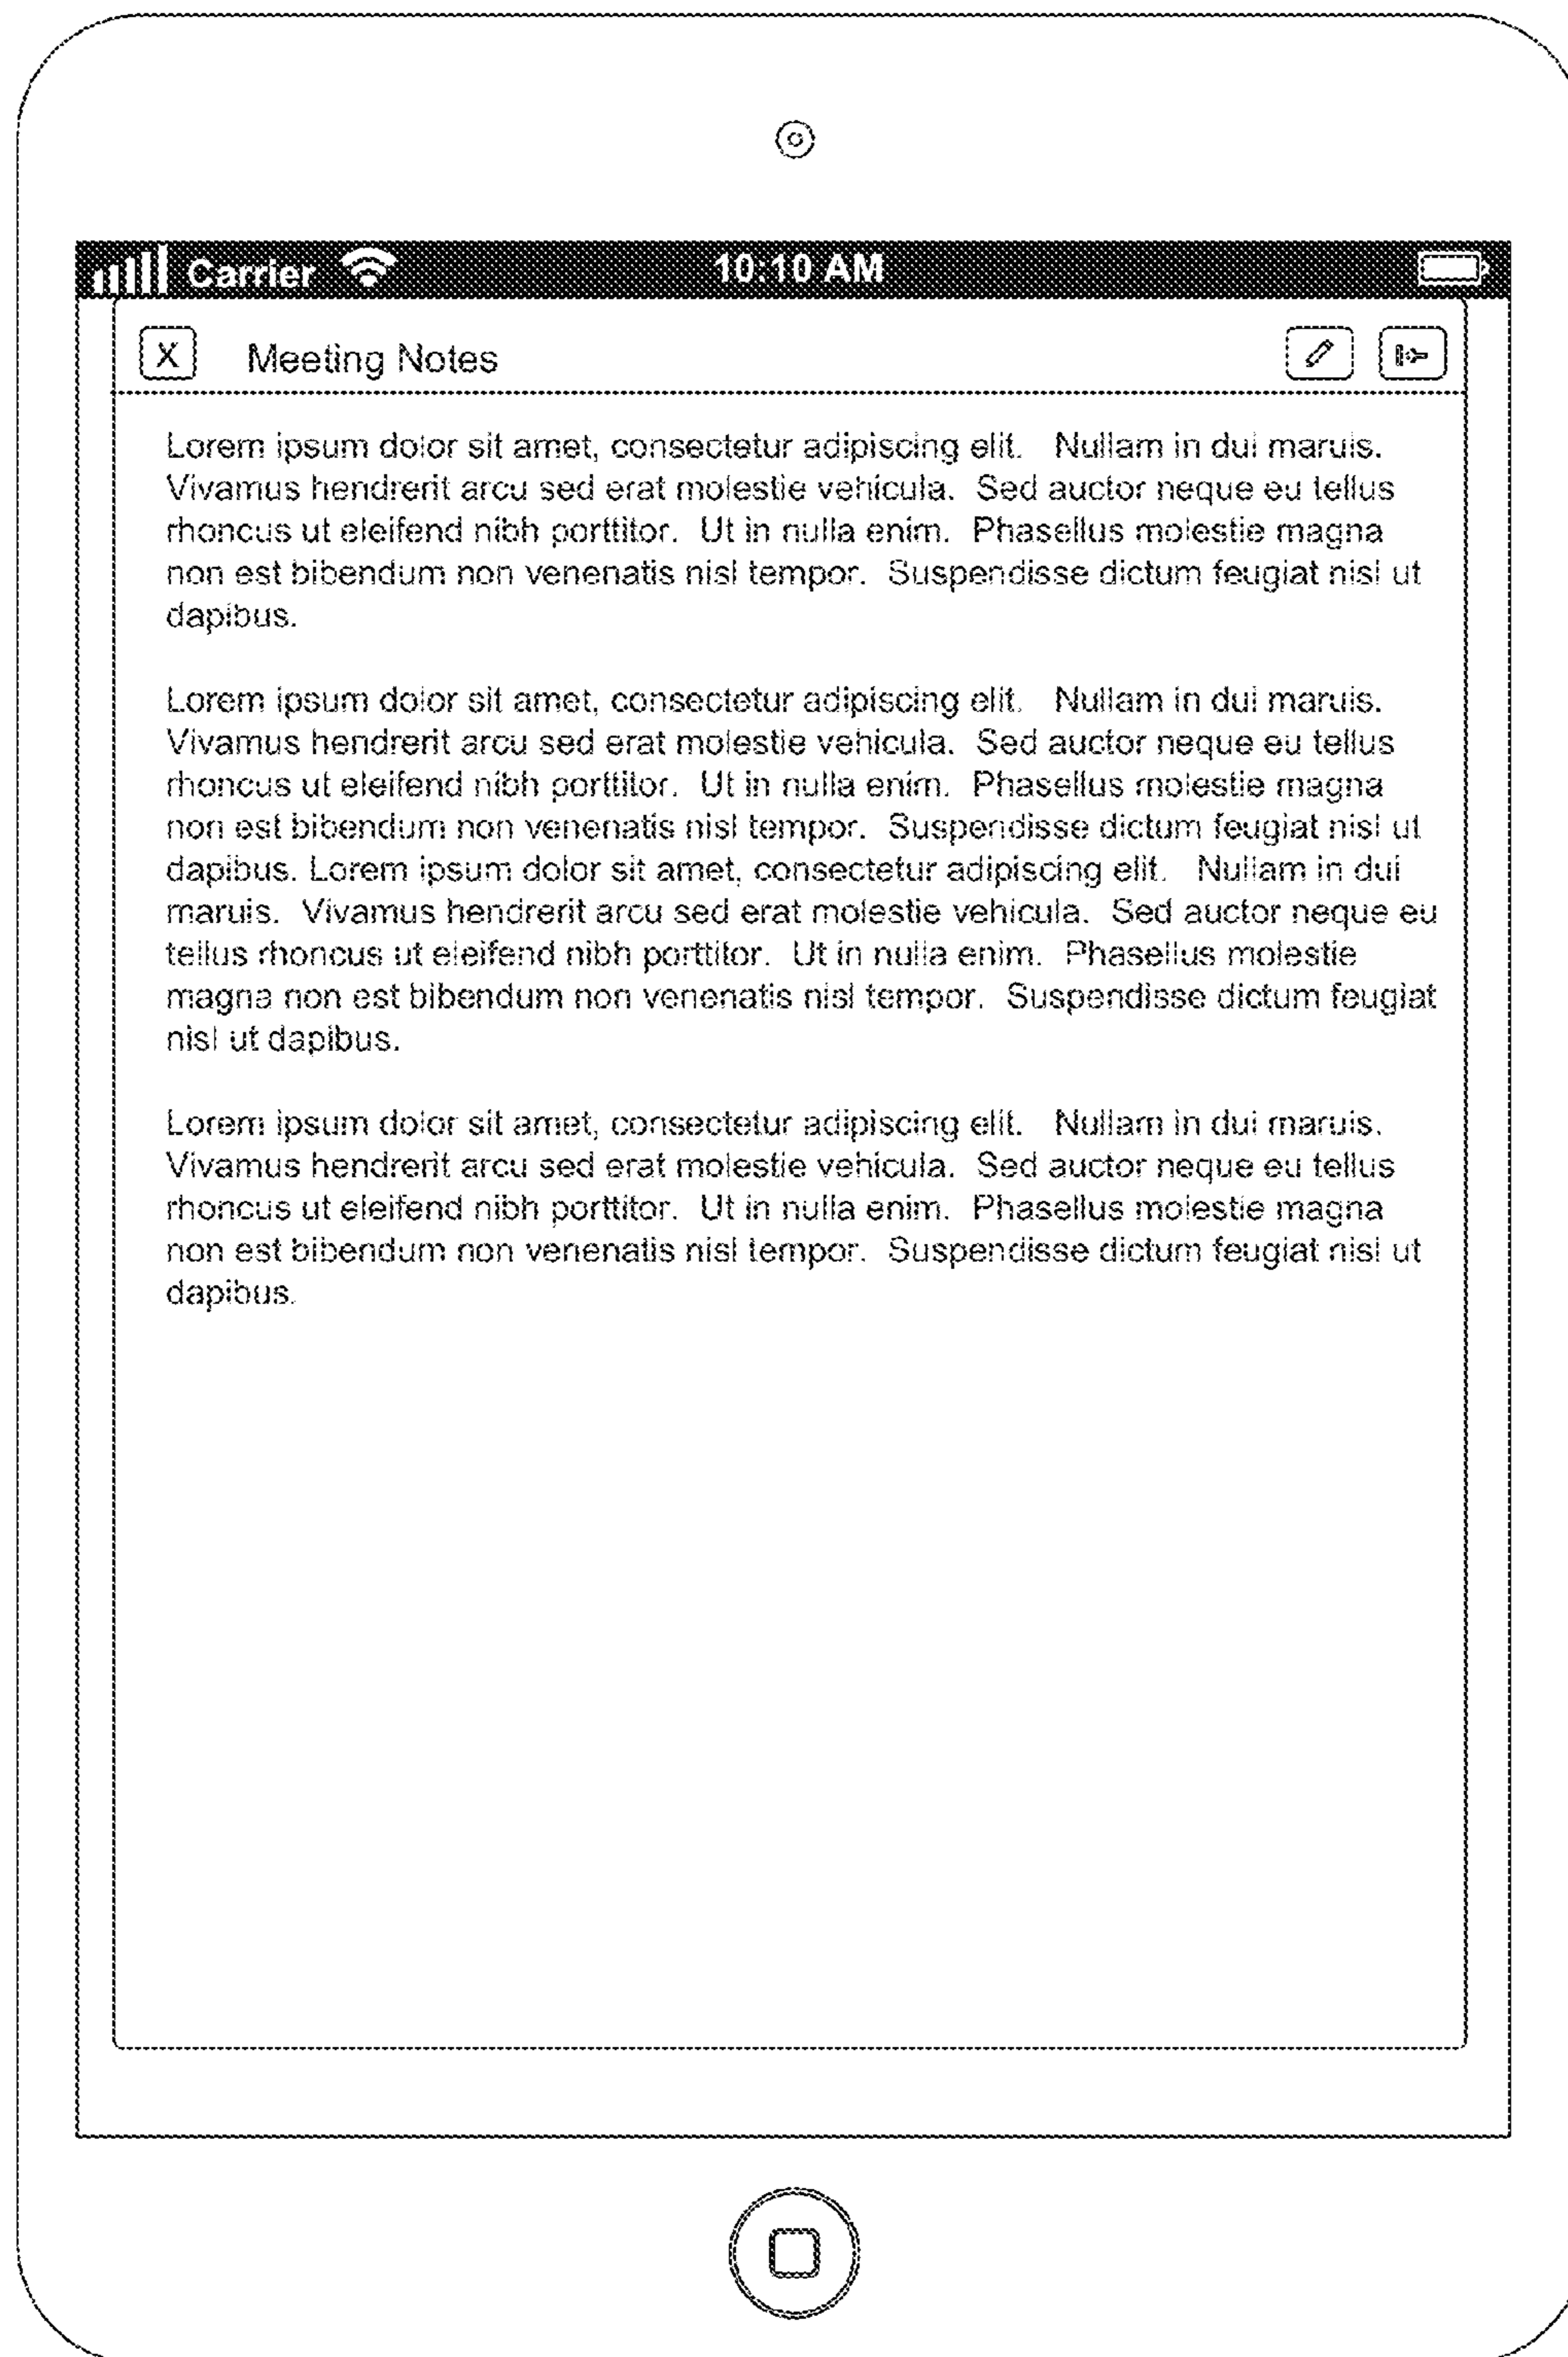 Carrier 10:10 AM
X Meeting Notes
Lorem ipsum dolor sit amet, consectetur adipiscing elit. Nullam in dui maruis.
Vivamus hendrerit arcu sed erat molestie vehicula. Sed auctor neque eu tellus
rhoncus ut eleifend nibh porttitor. Ut in nulla enim. Phasellus molestie magna
non est bibendum non venenatis nisl tempor. Suspendisse dictum feugiat nisl ut
dapibus.
Lorem ipsum dolor sit amet, consectetur adipiscing elit. Nullam in dui maruis.
Vivamus hendrerit arcu sed erat molestie vehicula. Sed auctor neque eu tellus
rhoncus ut eleifend nibh porttitor. Ut in nulla enim. Phasellus molestie magna
non est bibendum non venenatis nisl tempor. Suspendisse dictum feugiat nisl ut
dapibus. Lorem ipsum dolor sit amet, consectetur adipiscing elit. Nullam in dui
maruis. Vivamus hendrerit arcu sed erat molestie vehicula. Sed auctor neque eu
tellus rhoncus ut eleifend nibh porttitor. Ut in nulla enim. Phasellus molestie
magna non est bibendum non venenatis nisl tempor. Suspendisse dictum feugiat
nisl ut dapibus.
Lorem ipsum dolor sit amet, consectetur adipiscing elit. Nullam in dui maruis.
Vivamus hendrerit arcu sed erat molestie vehicula. Sed auctor neque eu tellus
rhoncus ut eleifend nibh porttitor. Ut in nulla enim. Phasellus molestie magna
non est bibendum non venenatis nisl tempor. Suspendisse dictum feugiat nisl ut
dapibus.